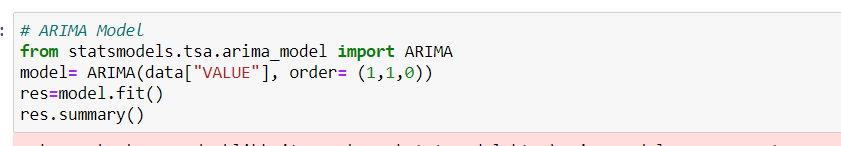 :
# ARIMA Model
from statsmodels.tsa.arima_model import ARIMA
model= ARIMA(data["VALUE"], order= (1,1,0))
res=model.fit()
res.summary()